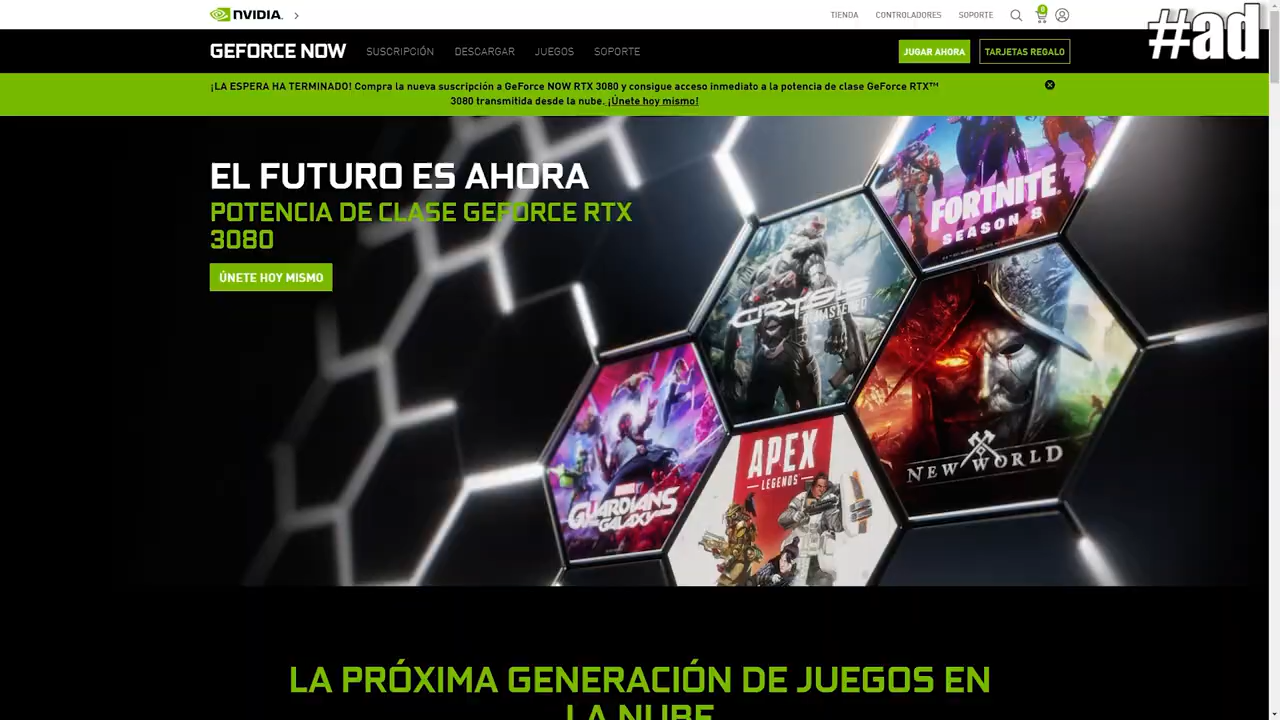 NVIDIA.
TIENDA CONTROLADORES SOPORTE 6
#ad
GEFORCE NOW SUSCRIPCIÓN DESCARGAR JUEGOS SOPORTE JUGAR AHORA TARJETAS REGALO
¡LA ESPERA HA TERMINADO! Compra la nueva suscripción a GeForce NOW RTX 3080 y consigue acceso inmediato a la potencia de clase GeForce RTX™
3080 transmitida desde la nube. ¡Únete hoy mismo!
EL FUTURO ES AHORA
POTENCIA DE CLASE GEFORCE RTX
3080
ÚNETE HOY MISMO
FORTNITE
SEASON 8
CRYSIS
REMASTERED
NEW WORLD
APEX
LEGENDS
MARVEL
GUARDIANS
GALAXY
LA PRÓXIMA GENERACIÓN DE JUEGOS EN
LA NUBE